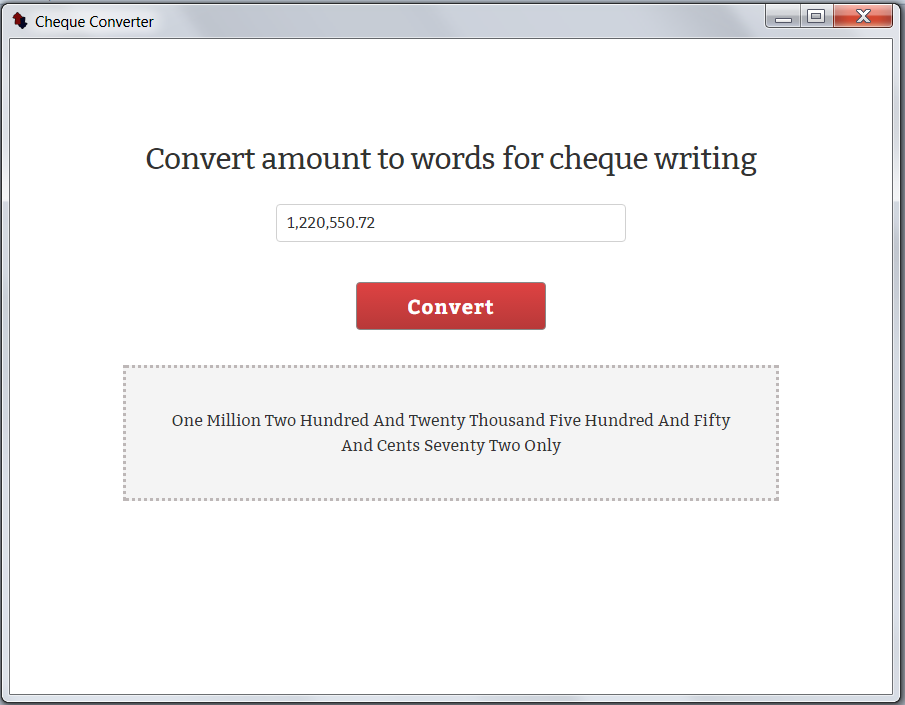 Cheque Converter
Convert amount to words for cheque writing
1,220,550.72
Convert
One Million Two Hundred And Twenty Thousand Five Hundred And Fifty
And Cents Seventy Two Only